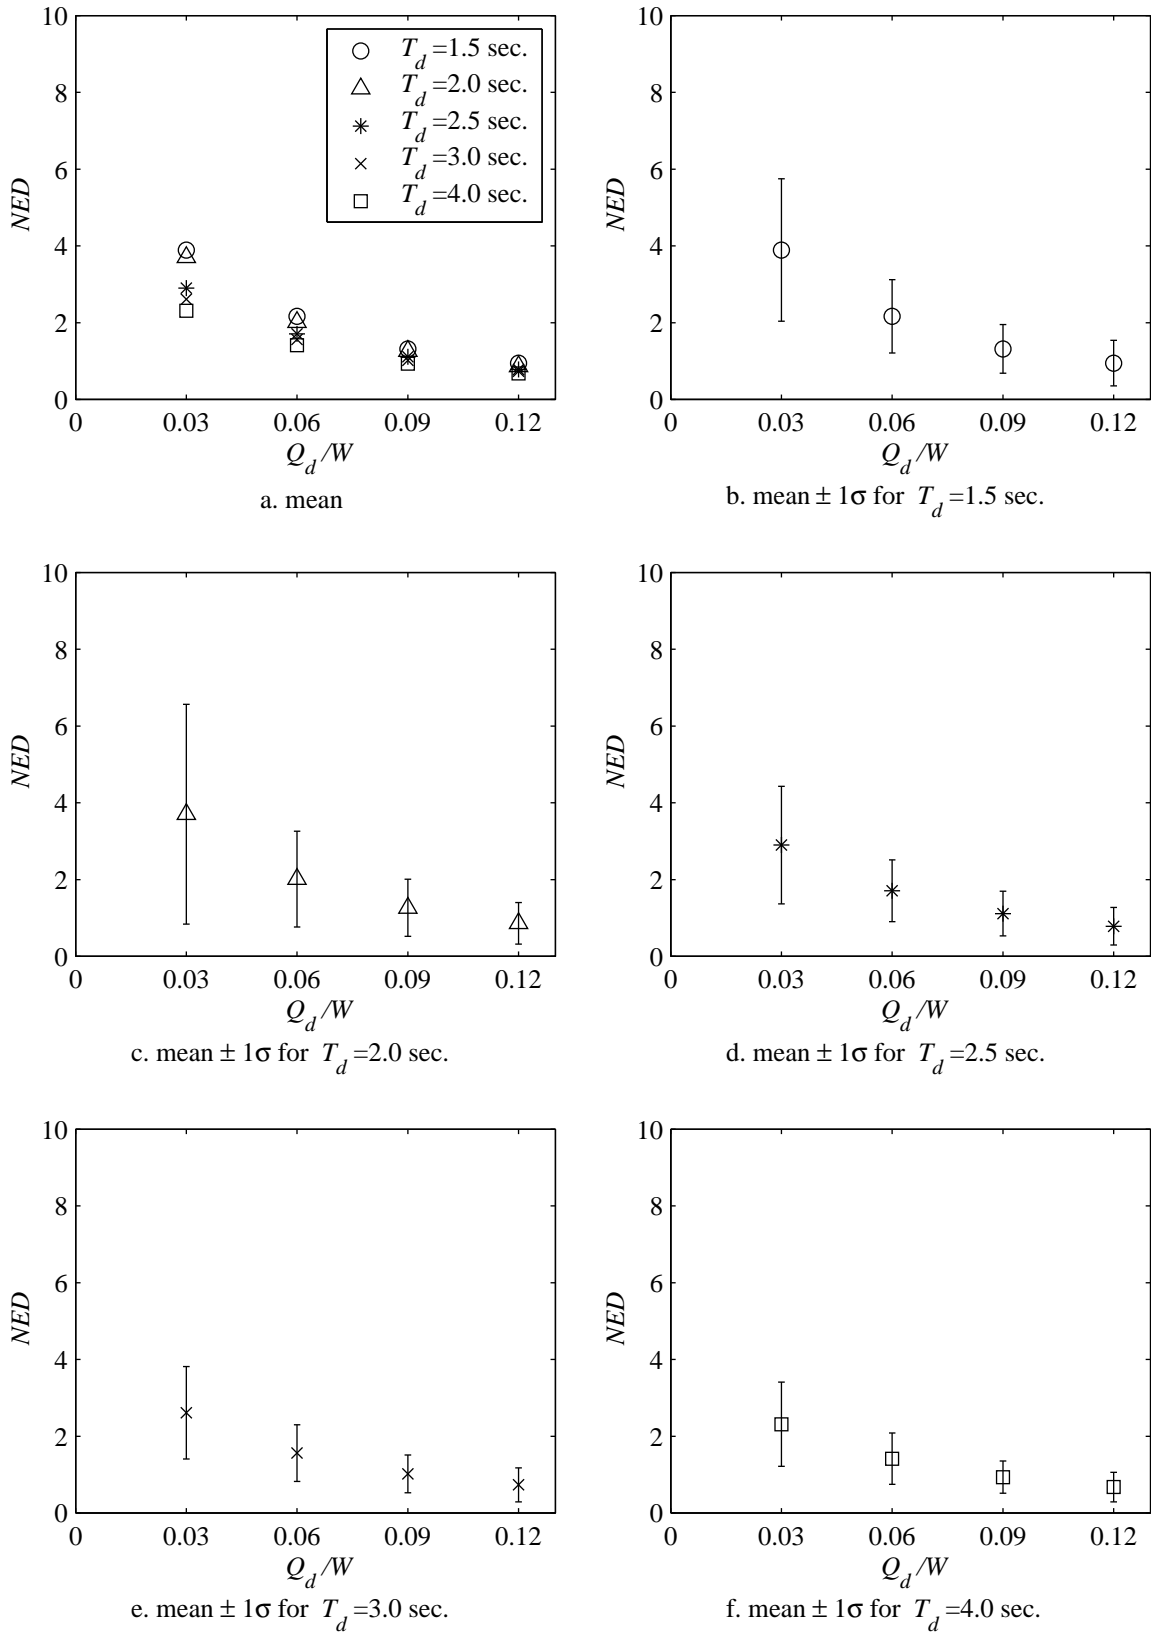 10
8
6
4
2
0
NED
T_d =1.5 sec.
T_d =2.0 sec.
T_d =2.5 sec.
T_d =3.0 sec.
T_d =4.0 sec.
0 0.03 0.06 0.09 0.12
Q_d /W
a. mean
10
8
6
4
2
0
NED
0 0.03 0.06 0.09 0.12
Q_d /W
b. mean ± 1σ for T_d =1.5 sec.
10
8
6
4
2
0
NED
0 0.03 0.06 0.09 0.12
Q_d /W
c. mean ± 1σ for T_d =2.0 sec.
10
8
6
4
2
0
NED
0 0.03 0.06 0.09 0.12
Q_d /W
d. mean ± 1σ for T_d =2.5 sec.
10
8
6
4
2
0
NED
0 0.03 0.06 0.09 0.12
Q_d /W
e. mean ± 1σ for T_d =3.0 sec.
10
8
6
4
2
0
NED
0 0.03 0.06 0.09 0.12
Q_d /W
f. mean ± 1σ for T_d =4.0 sec.